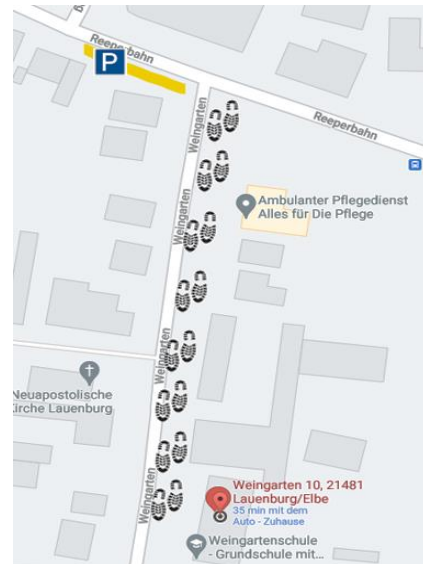 Reeperbahn
P
Reeperbahn
Weingarten
Ambulanter Pflegedienst
Alles für Die Pflege
Weingarten
Weingarten
Neuapostolische
Kirche Lauenburg
Weingarten 10, 21481
Lauenburg/Elbe
35 min mit dem
Auto - Zuhause
Weingarten
Weingartenschule
- Grundschule mit...